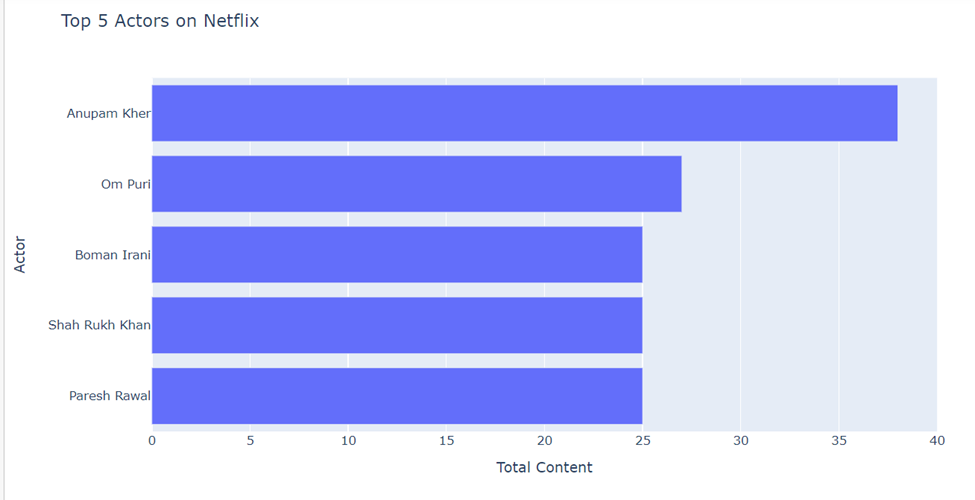 Top 5 Actors on Netflix
Actor
Anupam Kher
Om Puri
Boman Irani
Shah Rukh Khan
Paresh Rawal
0 5 10 15 20 25 30 35 40
Total Content